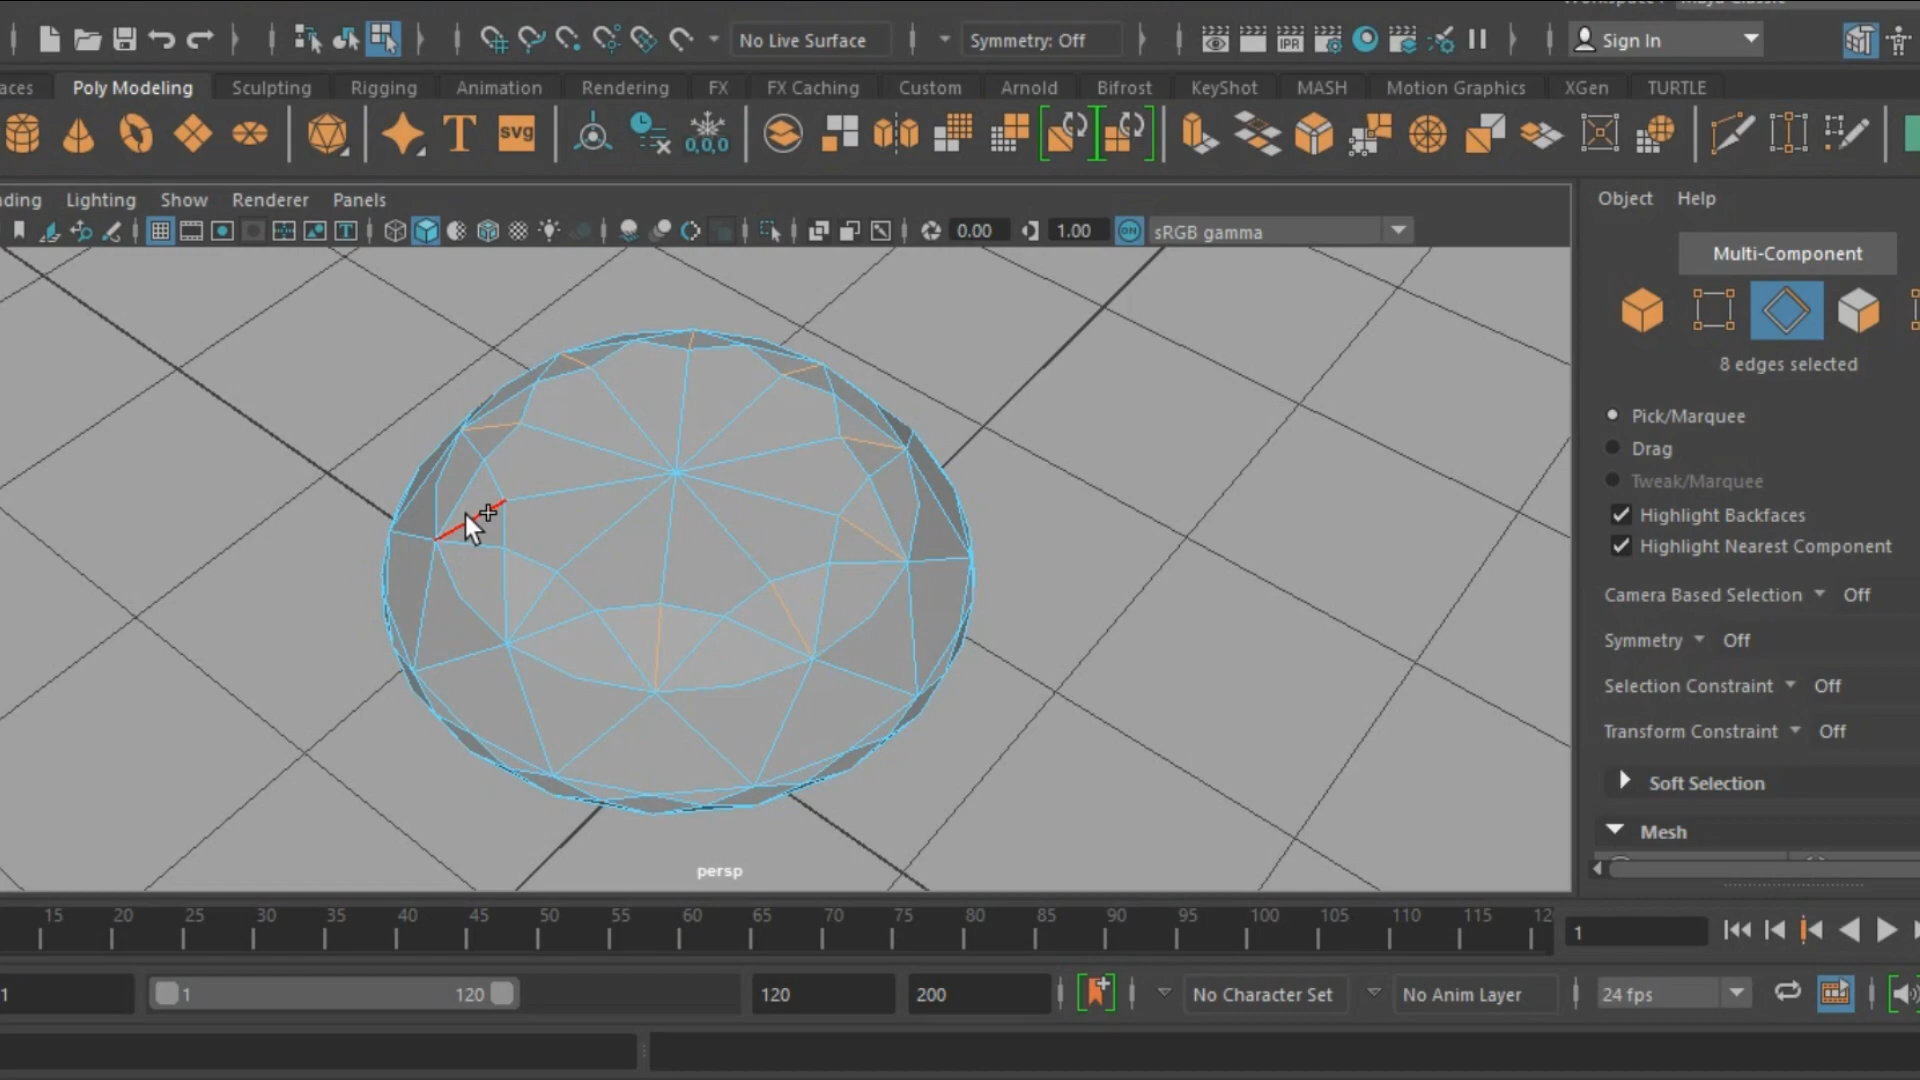 No Live Surface
Symmetry: Off
Sign In
aces
Poly Modeling
Sculpting
Rigging
Animation
Rendering
FX
FX Caching
Custom
Arnold
Bifrost
KeyShot
MASH
Motion Graphics
XGen
TURTLE
IPR
T
svg
0,0,0
ding
Lighting
Show
Renderer
Panels
0.00
1.00
ON
sRGB gamma
Object
Help
Multi-Component
8 edges selected
Pick/Marquee
Drag
Tweak/Marquee
Highlight Backfaces
Highlight Nearest Component
Camera Based Selection
Off
Symmetry
Off
Selection Constraint
Off
Transform Constraint
Off
Soft Selection
Mesh
persp
15 20 25 30 35 40 45 50 55 60 65 70 75 80 85 90 95 100 105 110 115 12
1
1
1
120
120
200
No Character Set
No Anim Layer
24 fps